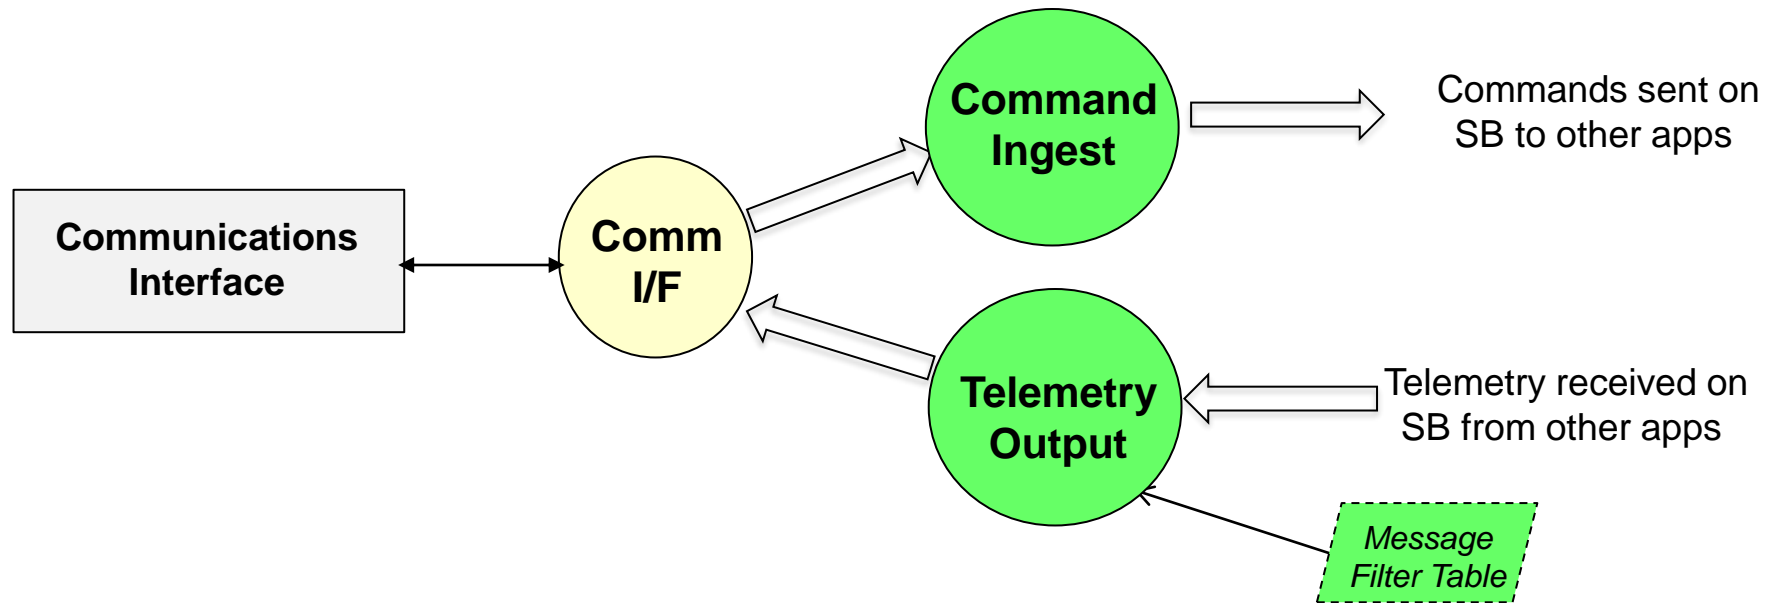 Communications
Interface
Comm
I/F
Command
Ingest
Commands sent on
SB to other apps
Telemetry
Output
Telemetry received on
SB from other apps
Message
Filter Table